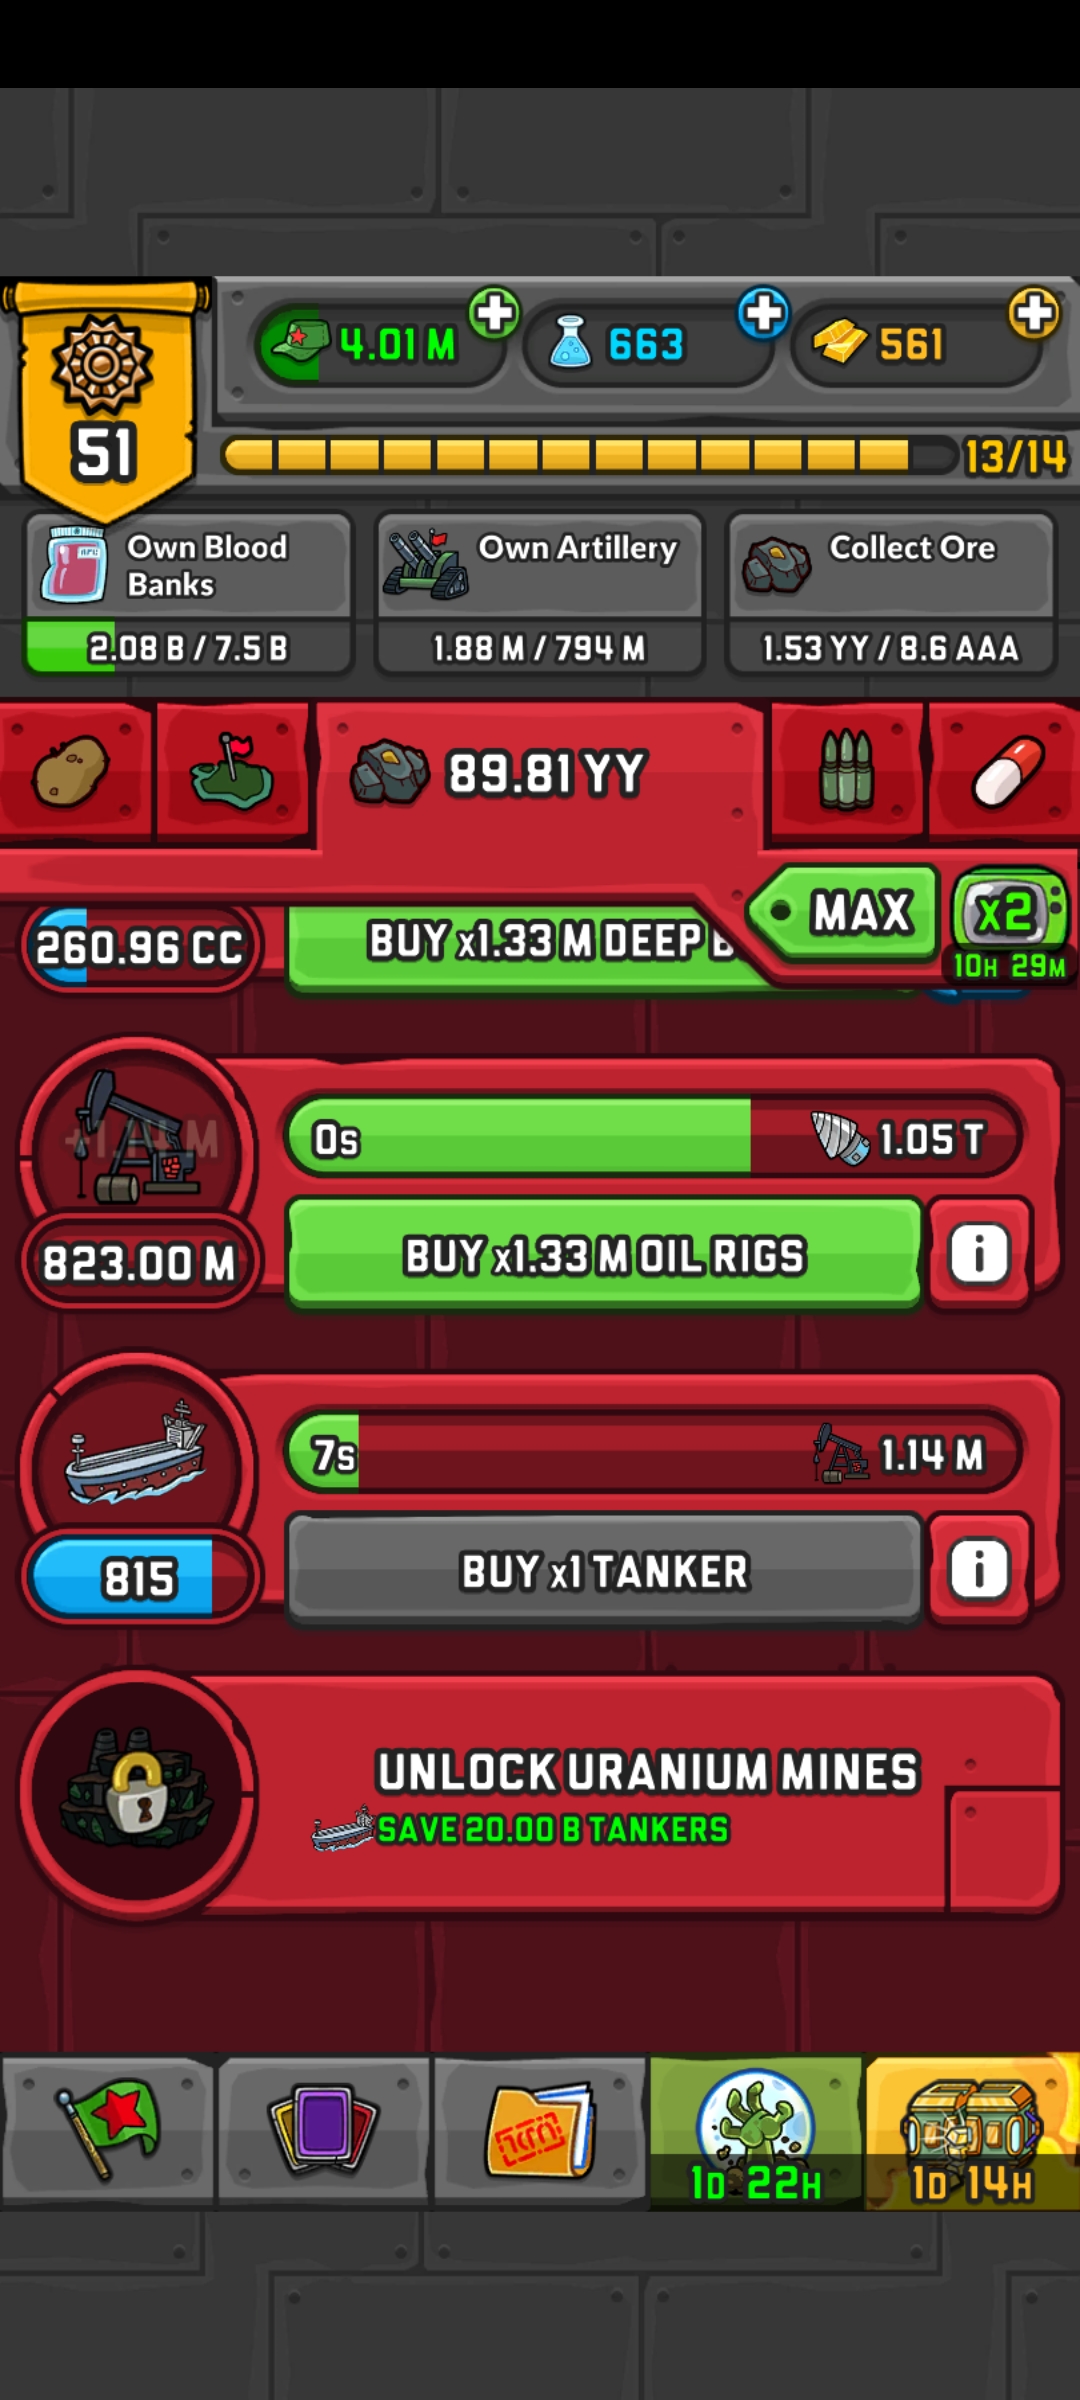 4.01 M
663
561
51
13/14
Own Blood Banks
2.08 B / 7.5 B
Own Artillery
1.88 M / 794 M
Collect Ore
1.53 YY / 8.6 AAA
89.81 YY
MAX
x2
10H 29M
260.96 CC
BUY x1.33 M DEEP
0s
1.05 T
823.00 M
BUY x1.33 M OIL RIGS
i
7s
1.14 M
815
BUY x1 TANKER
i
UNLOCK URANIUM MINES
SAVE 20.00 B TANKERS
1D 22H
1D 14H